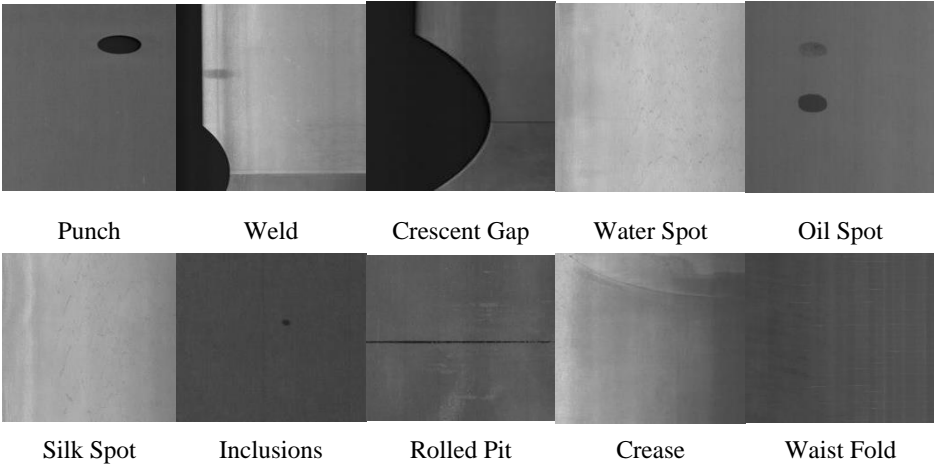 Punch Weld Crescent Gap Water Spot Oil Spot
Silk Spot Inclusions Rolled Pit Crease Waist Fold